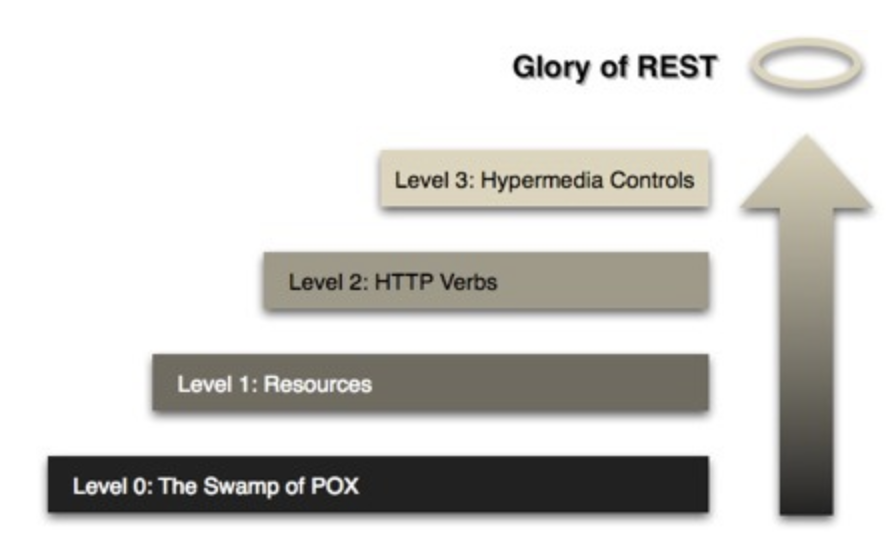 Glory of REST
Level 3: Hypermedia Controls
Level 2: HTTP Verbs
Level 1: Resources
Level 0: The Swamp of POX